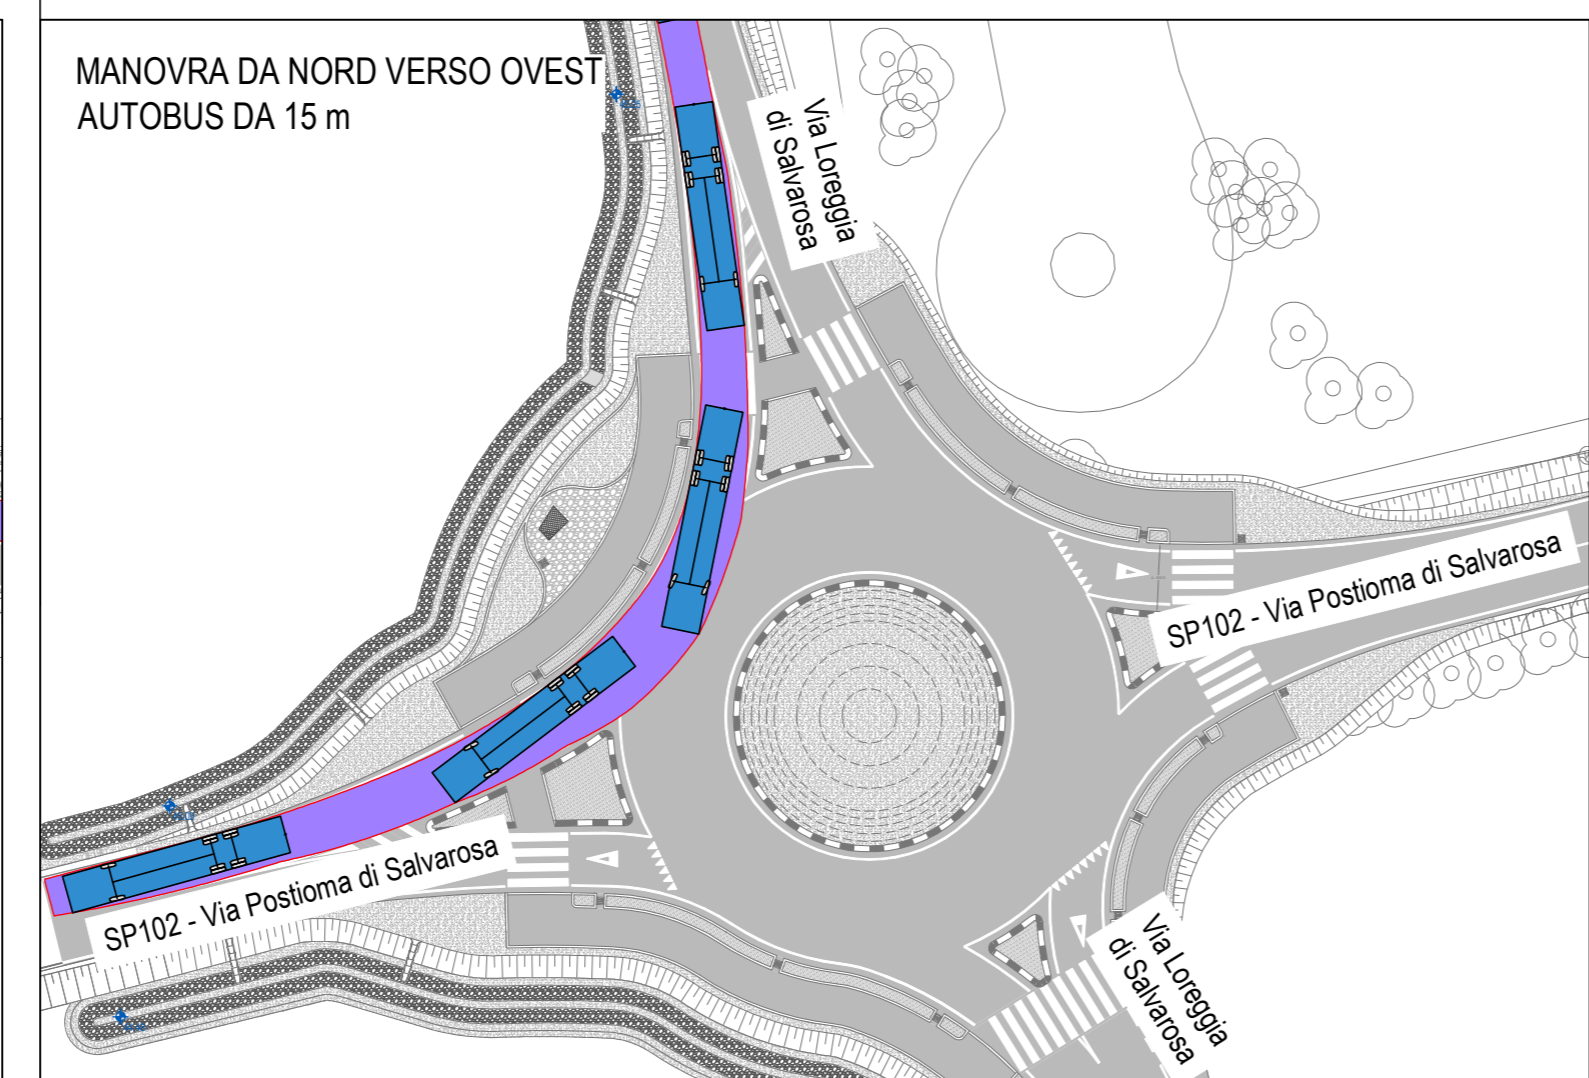 MANOVRA DA NORD VERSO OVEST
AUTOBUS DA 15 m
Via Loreggia
di Salvarosa
SP102 - Via Postioma di Salvarosa
SP102 - Via Postioma di Salvarosa
Via Loreggia
di Salvarosa